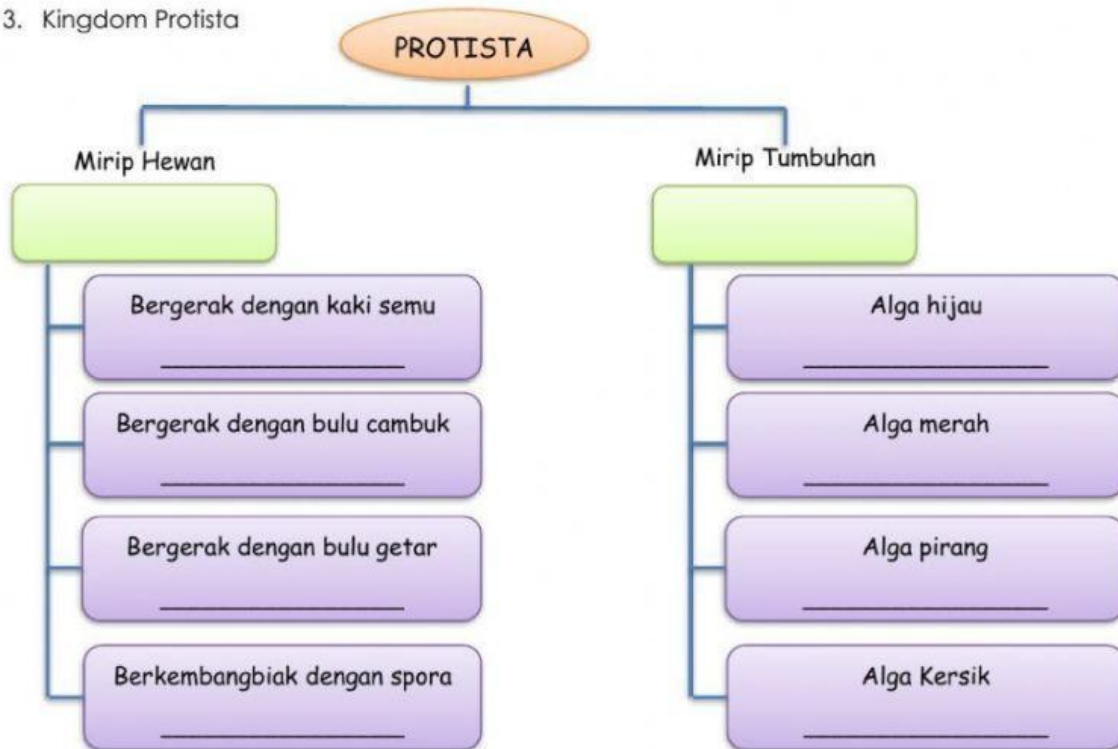 3. Kingdom Protista
PROTISTA
Mirip Hewan
Bergerak dengan kaki semu
Bergerak dengan bulu cambuk
Bergerak dengan bulu getar
Berkembangbiak dengan spora
Mirip Tumbuhan
Alga hijau
Alga merah
Alga pirang
Alga Kersik